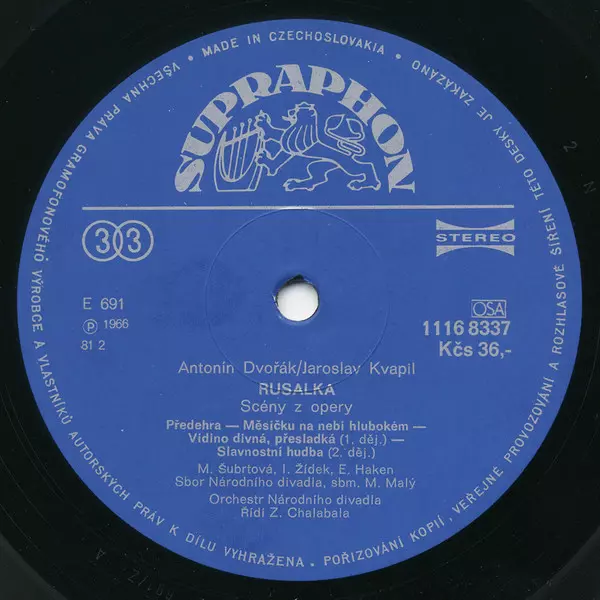 VŠECHNA PRÁVA GRAMOFONOVÉHO VÝROBCE A VLASTNÍKŮ AUTORSKÝCH PRÁV K DÍLU VYHRAŽENA • POŘIZOVÁNÍ KOPIÍ, VEŘEJNÉ PROVOZOVÁNÍ A ROZHLASOVÉ ŠÍŘENÍ TÉTO DESKY JE ZAKÁZÁNO
• MADE IN CZECHOSLOVAKIA •
SUPRAPHON
33
STEREO
E 691
Ⓟ 1966
81 2
OSA
1116 8337
Kčs 36,-
Antonín Dvořák/Jaroslav Kvapil
RUSALKA
Scény z opery
Předehra — Měsíčku na nebi hlubokém —
Vidino divná, přesladká (1. děj.) —
Slavnostní hudba (2. děj.)
M. Šubrtová, I. Žídek, E. Haken
Sbor Národního divadla, sbm. M. Malý
Orchestr Národního divadla
Řídí Z. Chalabala
2 N